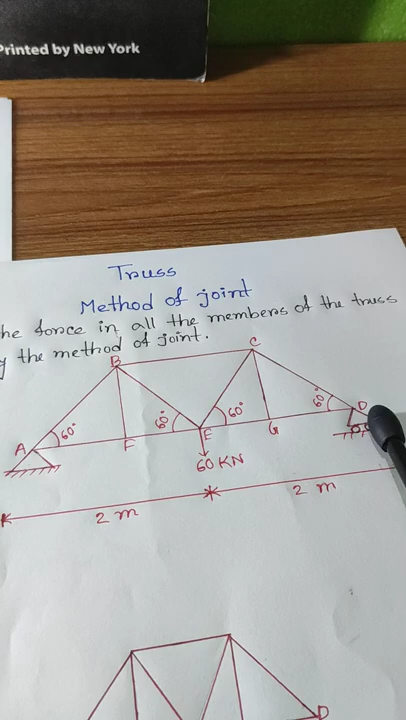 Printed by New York
Truss
Method of joint
he force in all the members of the truss
y the method of joint.
B
C
A
60°
F
60°
E
60°
G
60°
D
60 KN
2 m
2 m
D